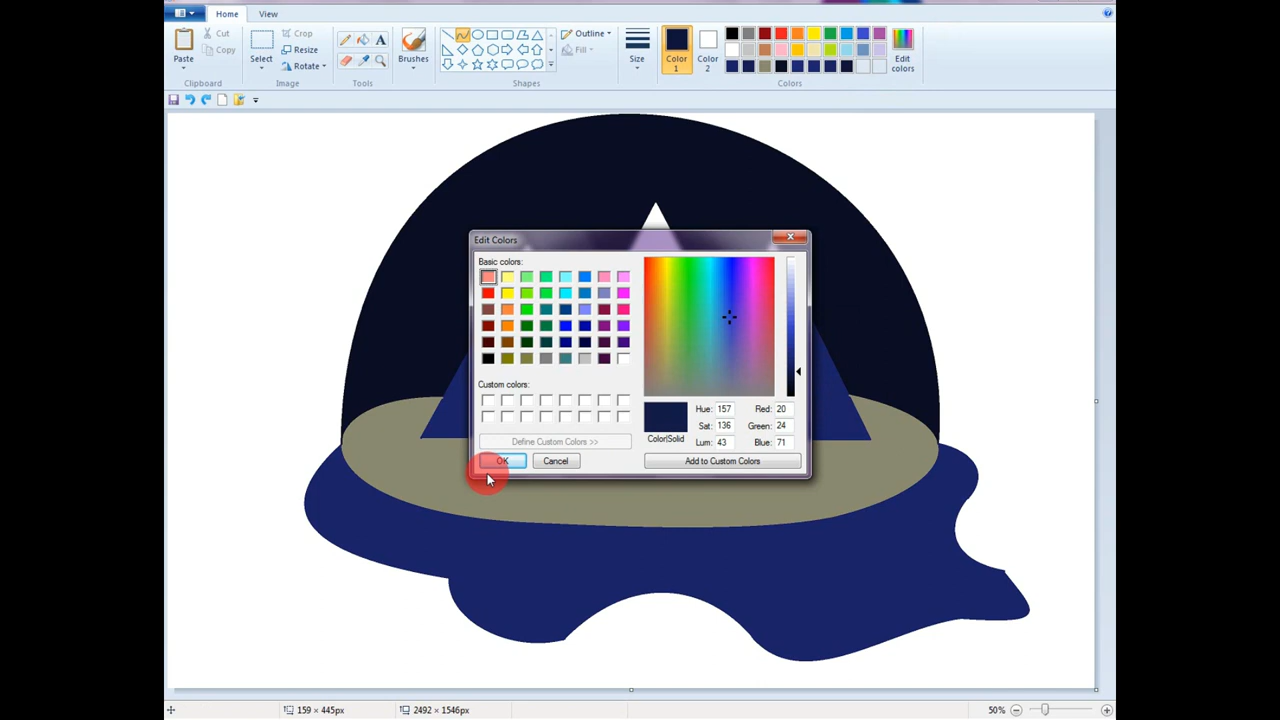 Home View
Paste
Cut
Copy
Clipboard
Select
Crop
Resize
Rotate
Image
A
Tools
Brushes
Outline
Fill
Shapes
Size
Color
1
Color
2
Edit
colors
Colors
Edit Colors
Basic colors:
Custom colors:
Define Custom Colors >>
OK Cancel
Color|Solid
Hue: 157 Red: 20
Sat: 136 Green: 24
Lum: 43 Blue: 71
Add to Custom Colors
159 × 445px 2492 × 1546px 50%